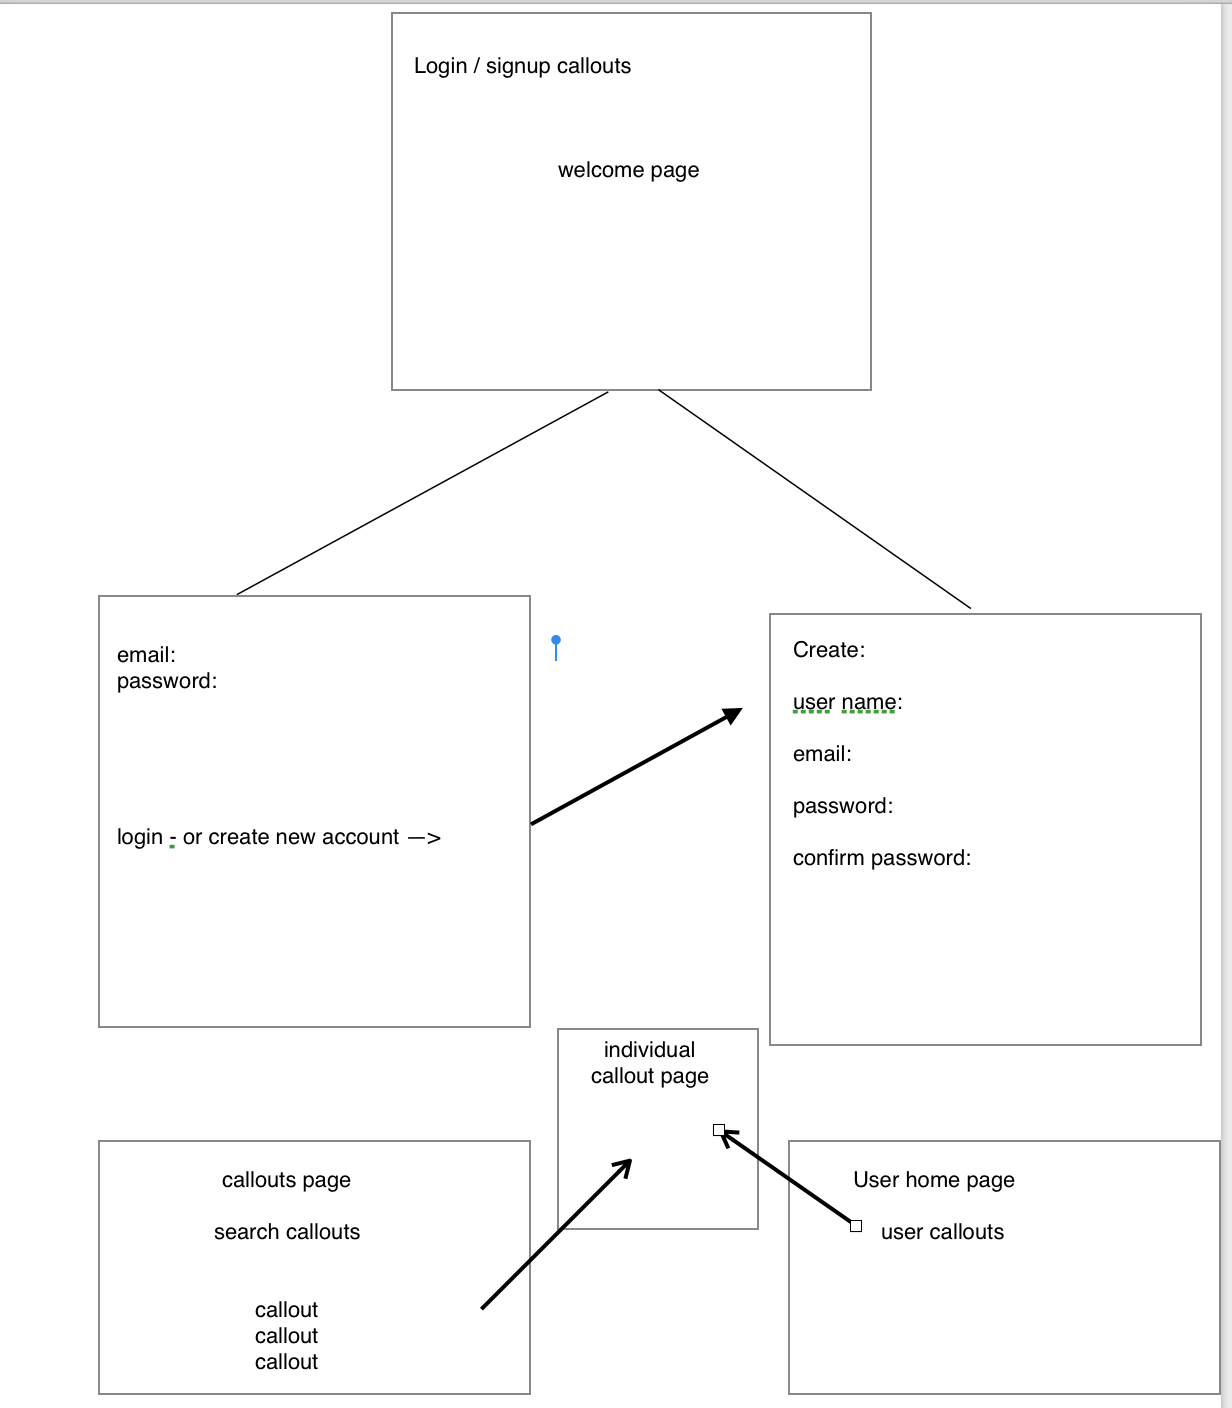 Login / signup callouts
welcome page
email:
password:
login - or create new account —>
Create:
user name:
email:
password:
confirm password:
individual
callout page
callouts page
search callouts
callout
callout
callout
User home page
user callouts